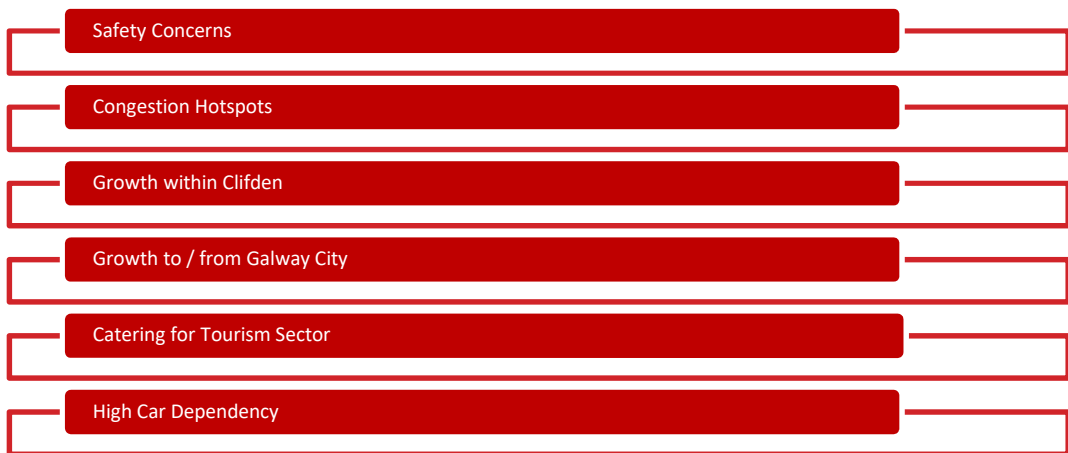 Safety Concerns
Congestion Hotspots
Growth within Clifden
Growth to / from Galway City
Catering for Tourism Sector
High Car Dependency